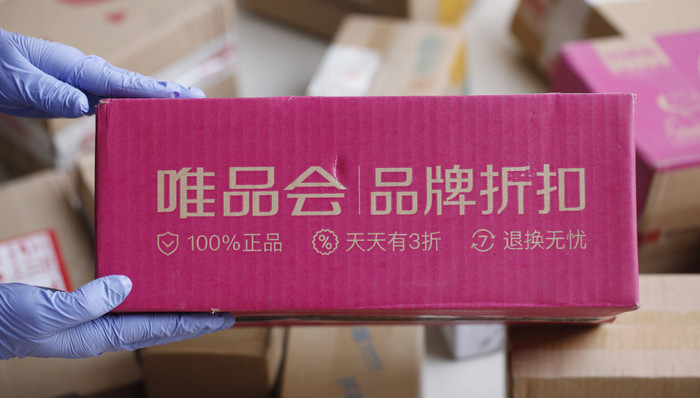 唯品会 | 品牌折扣
100%正品 天天有3折 7 退换无忧